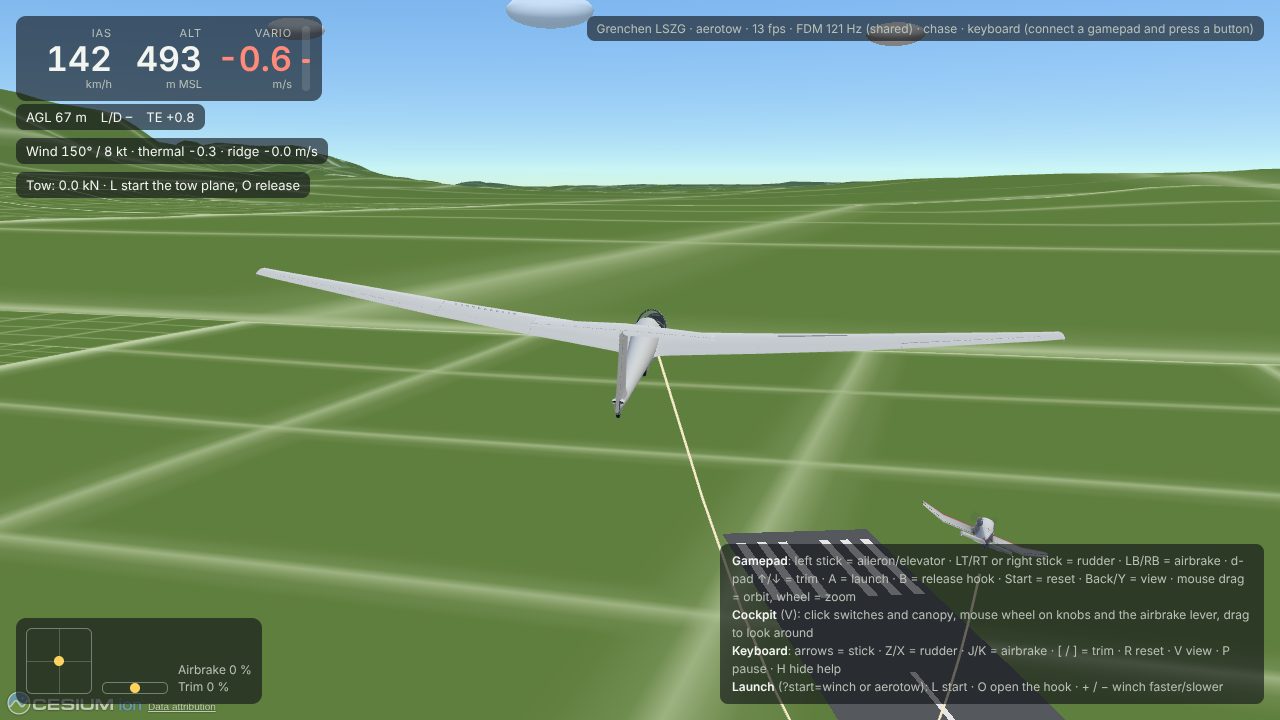 IAS ALT VARIO
142 493 -0.6
km/h m MSL m/s
AGL 67 m L/D – TE +0.8
Wind 150° / 8 kt · thermal -0.3 · ridge -0.0 m/s
Tow: 0.0 kN · L start the tow plane, O release
Grenchen LSZG · aerotow · 13 fps · FDM 121 Hz (shared) · chase · keyboard (connect a gamepad and press a button)
Gamepad: left stick = aileron/elevator · LT/RT or right stick = rudder · LB/RB = airbrake · d-
pad ↑/↓ = trim · A = launch · B = release hook · Start = reset · Back/Y = view · mouse drag
= orbit, wheel = zoom
Cockpit (V): click switches and canopy, mouse wheel on knobs and the airbrake lever, drag
to look around
Keyboard: arrows = stick · Z/X = rudder · J/K = airbrake · [ / ] = trim · R reset · V view · P
pause · H hide help
Launch (?start=winch or aerotow): L start · O open the hook · + / − winch faster/slower
Airbrake 0 %
Trim 0 %
CESIUM ion Data attribution